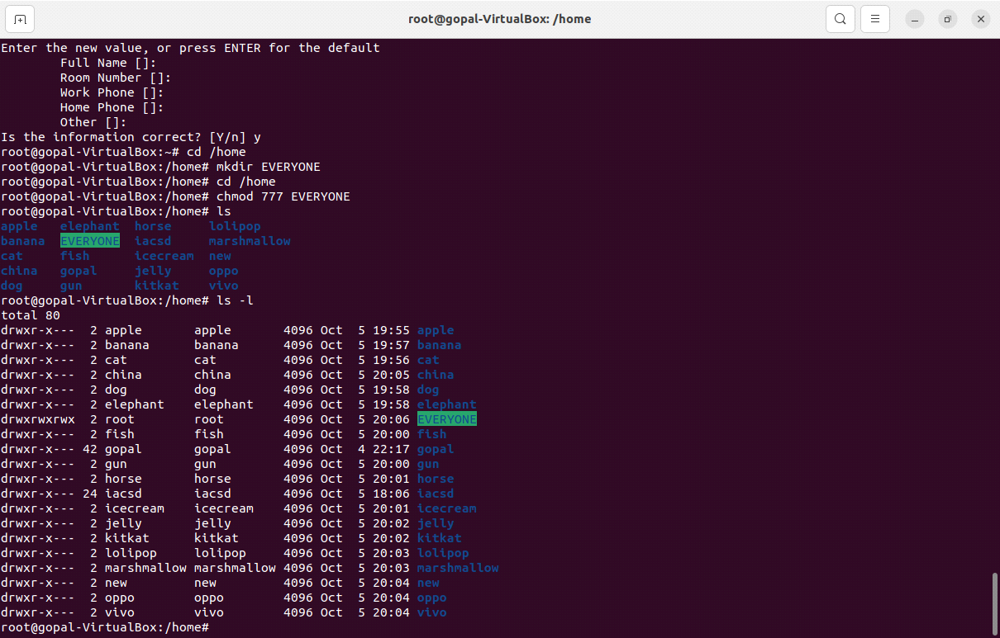 root@gopal-VirtualBox: /home
Enter the new value, or press ENTER for the default
        Full Name []:
        Room Number []:
        Work Phone []:
        Home Phone []:
        Other []:
Is the information correct? [Y/n] y
root@gopal-VirtualBox:~# cd /home
root@gopal-VirtualBox:/home# mkdir EVERYONE
root@gopal-VirtualBox:/home# cd /home
root@gopal-VirtualBox:/home# chmod 777 EVERYONE
root@gopal-VirtualBox:/home# ls
apple   elephant  horse     lolipop
banana  EVERYONE  iacsd     marshmallow
cat     fish      icecream  new
china   gopal     jelly     oppo
dog     gun       kitkat    vivo
root@gopal-VirtualBox:/home# ls -l
total 80
drwxr-x---  2 apple       apple       4096 Oct  5 19:55 apple
drwxr-x---  2 banana      banana      4096 Oct  5 19:57 banana
drwxr-x---  2 cat         cat         4096 Oct  5 19:56 cat
drwxr-x---  2 china       china       4096 Oct  5 20:05 china
drwxr-x---  2 dog         dog         4096 Oct  5 19:58 dog
drwxr-x---  2 elephant    elephant    4096 Oct  5 19:58 elephant
drwxrwxrwx  2 root        root        4096 Oct  5 20:06 EVERYONE
drwxr-x---  2 fish        fish        4096 Oct  5 20:00 fish
drwxr-x--- 42 gopal       gopal       4096 Oct  4 22:17 gopal
drwxr-x---  2 gun         gun         4096 Oct  5 20:00 gun
drwxr-x---  2 horse       horse       4096 Oct  5 20:01 horse
drwxr-x--- 24 iacsd       iacsd       4096 Oct  5 18:06 iacsd
drwxr-x---  2 icecream    icecream    4096 Oct  5 20:01 icecream
drwxr-x---  2 jelly       jelly       4096 Oct  5 20:02 jelly
drwxr-x---  2 kitkat      kitkat      4096 Oct  5 20:02 kitkat
drwxr-x---  2 lolipop     lolipop     4096 Oct  5 20:03 lolipop
drwxr-x---  2 marshmallow marshmallow 4096 Oct  5 20:03 marshmallow
drwxr-x---  2 new         new         4096 Oct  5 20:04 new
drwxr-x---  2 oppo        oppo        4096 Oct  5 20:04 oppo
drwxr-x---  2 vivo        vivo        4096 Oct  5 20:04 vivo
root@gopal-VirtualBox:/home#